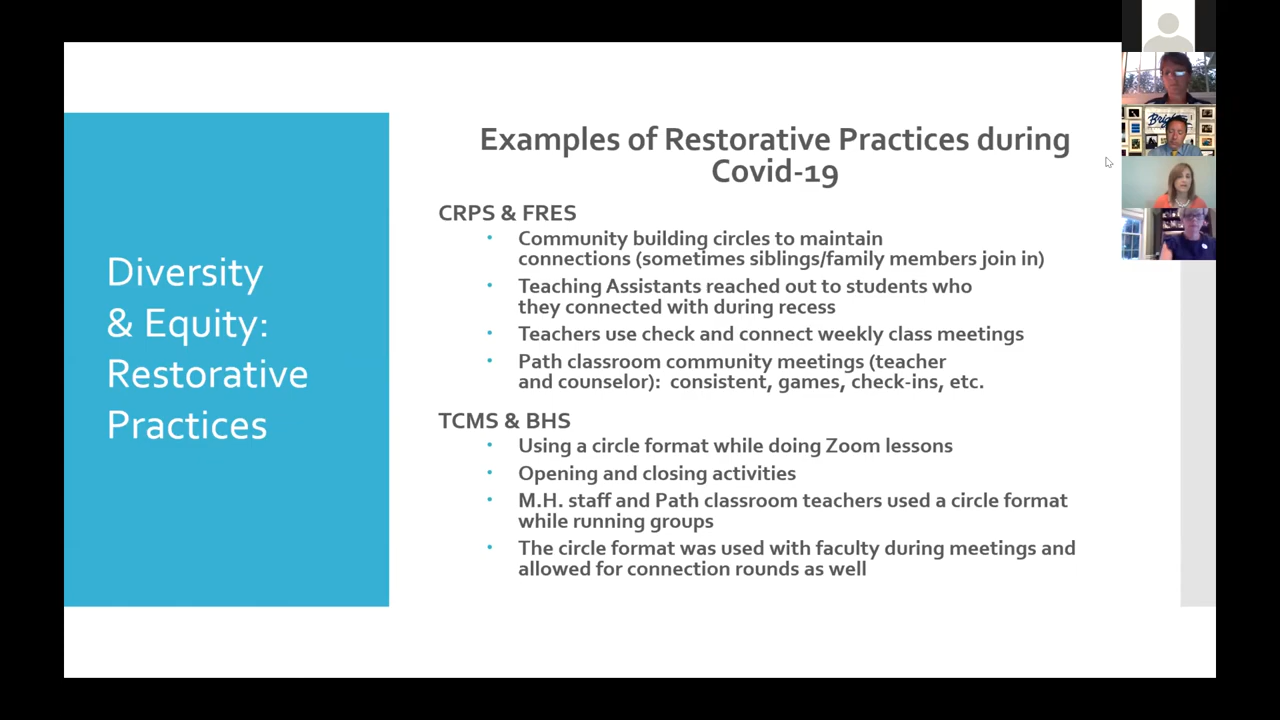 Diversity
& Equity:
Restorative
Practices
Examples of Restorative Practices during
Covid-19
CRPS & FRES
• Community building circles to maintain
connections (sometimes siblings/family members join in)
• Teaching Assistants reached out to students who
they connected with during recess
• Teachers use check and connect weekly class meetings
• Path classroom community meetings (teacher
and counselor): consistent, games, check-ins, etc.
TCMS & BHS
• Using a circle format while doing Zoom lessons
• Opening and closing activities
• M.H. staff and Path classroom teachers used a circle format
while running groups
• The circle format was used with faculty during meetings and
allowed for connection rounds as well